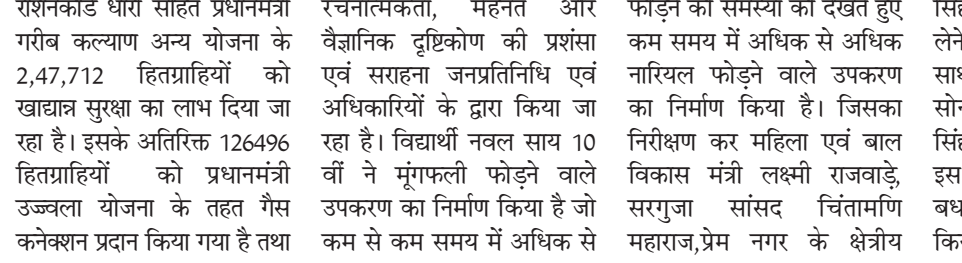 राशनकार्ड धारी सहित प्रधानमंत्री
गरीब कल्याण अन्य योजना के
2,47,712 हितग्राहियों को
खाद्यान्न सुरक्षा का लाभ दिया जा
रहा है। इसके अतिरिक्त 126496
हितग्राहियों को प्रधानमंत्री
उज्ज्वला योजना के तहत गैस
कनेक्शन प्रदान किया गया है तथा
रचनात्मकता, मेहनत और
वैज्ञानिक दृष्टिकोण की प्रशंसा
एवं सराहना जनप्रतिनिधि एवं
अधिकारियों के द्वारा किया जा
रहा है। विद्यार्थी नवल साय 10
वीं ने मूंगफली फोड़ने वाले
उपकरण का निर्माण किया है जो
कम से कम समय में अधिक से
फोड़ने की समस्या को देखते हुए
कम समय में अधिक से अधिक
नारियल फोड़ने वाले उपकरण
का निर्माण किया है। जिसका
निरीक्षण कर महिला एवं बाल
विकास मंत्री लक्ष्मी राजवाड़े,
सरगुजा सांसद चिंतामणि
महाराज,प्रेम नगर के क्षेत्रीय
लेने